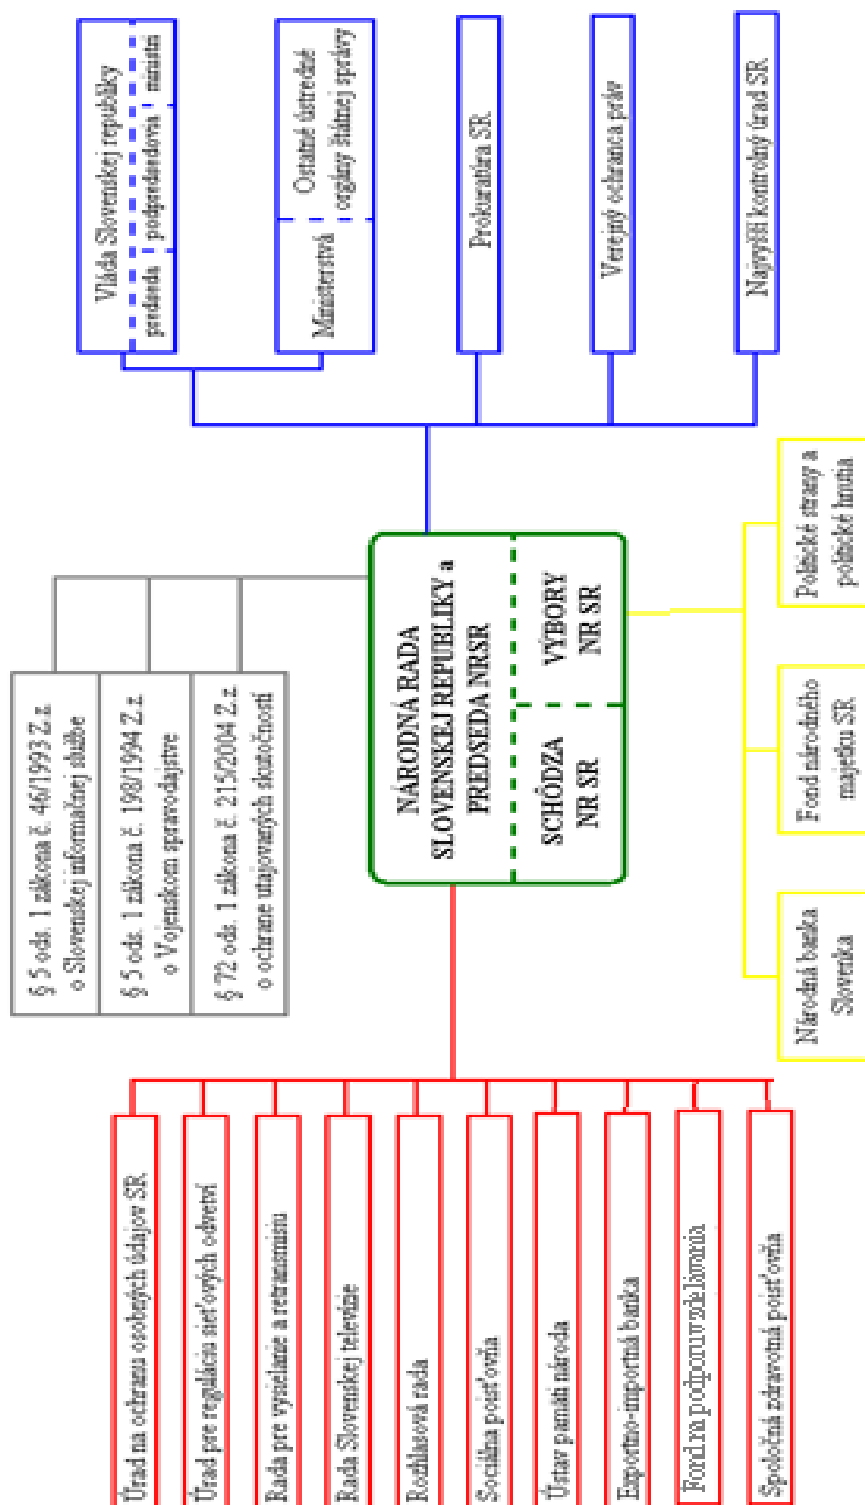 Úrad na ochranu osobných údajov SR
Úrad pre reguláciu sieťových odvetví
Rada pre vysielanie a retransmisiu
Rada Slovenskej televízie
Rozhlasová rada
Sociálna poisťovňa
Ústav pamäti národa
Exportno-importná banka
Fond na podporu vzdelávania
Spoločná zdravotná poisťovňa
§ 5 ods. 1 zákona č. 46/1993 Z.z.
o Slovenskej informačnej službe
§ 5 ods. 1 zákona č. 198/1994 Z.z.
o Vojenskom spravodajstve
§ 72 ods. 1 zákona č. 215/2004 Z.z.
o ochrane utajovaných skutočností
NÁRODNÁ RADA
SLOVENSKEJ REPUBLIKY a
PREDSEDA NRSR
SCHÔDZA
NR SR
VÝBORY
NR SR
Národná banka
Slovenka
Fond národného
majetku SR
Politické strany a
politické hnutia
Vláda Slovenskej republiky
predseda
podpredsedovia
ministri
Ministerstvá
Ostatné ústredné
orgány štátnej správy
Prokuratúra SR
Verejný ochranca práv
Najvyšší kontrolný úrad SR